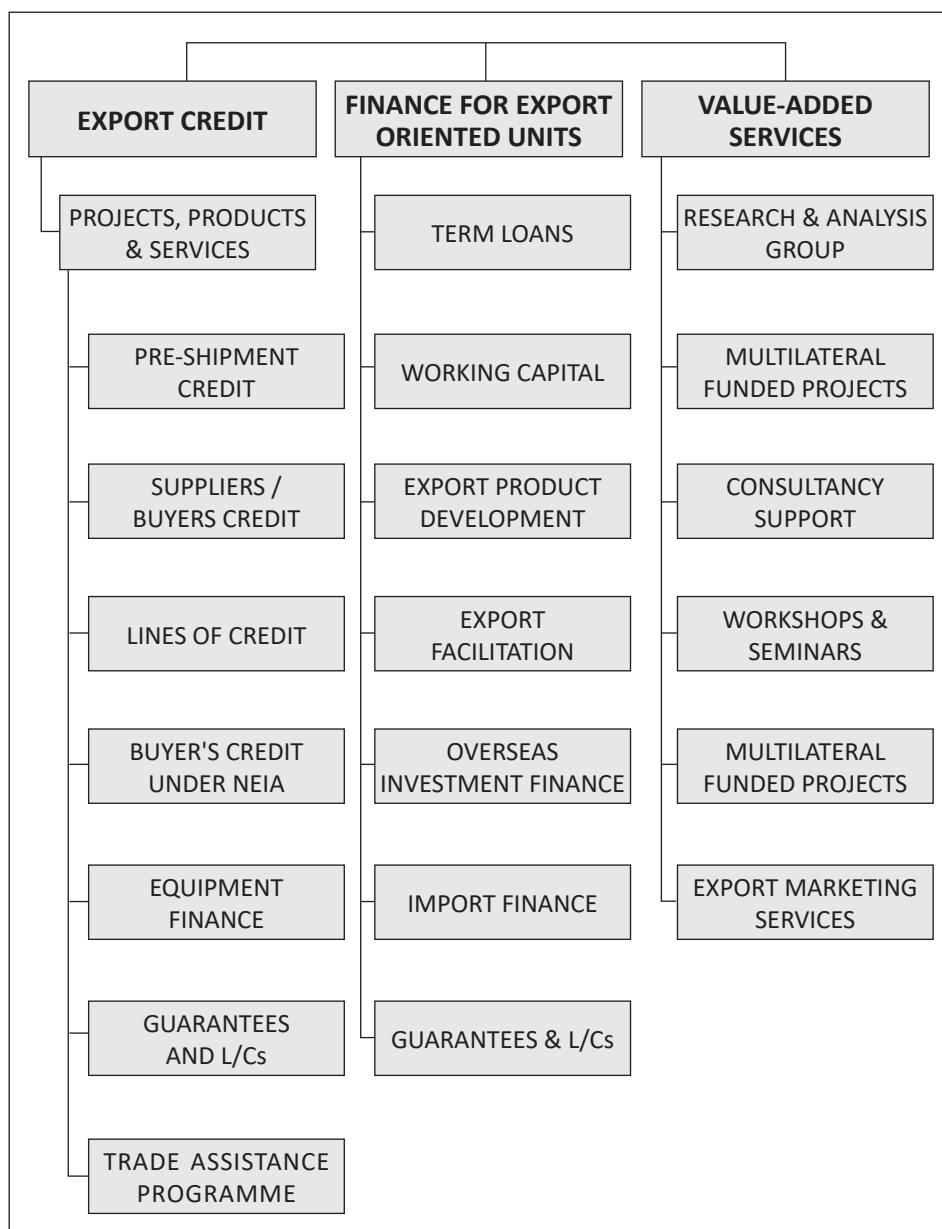 EXPORT CREDIT
PROJECTS, PRODUCTS
& SERVICES
PRE-SHIPMENT
CREDIT
SUPPLIERS /
BUYERS CREDIT
LINES OF CREDIT
BUYER'S CREDIT
UNDER NEIA
EQUIPMENT
FINANCE
GUARANTEES
AND L/Cs
TRADE ASSISTANCE
PROGRAMME
FINANCE FOR EXPORT
ORIENTED UNITS
TERM LOANS
WORKING CAPITAL
EXPORT PRODUCT
DEVELOPMENT
EXPORT
FACILITATION
OVERSEAS
INVESTMENT FINANCE
IMPORT FINANCE
GUARANTEES & L/Cs
VALUE-ADDED
SERVICES
RESEARCH & ANALYSIS
GROUP
MULTILATERAL
FUNDED PROJECTS
CONSULTANCY
SUPPORT
WORKSHOPS &
SEMINARS
MULTILATERAL
FUNDED PROJECTS
EXPORT MARKETING
SERVICES